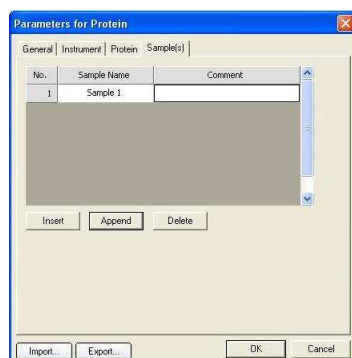 Parameters for Protein
General Instrument Protein Sample(s)
No. Sample Name Comment
1 Sample 1
Insert Append Delete
Import... Export... OK Cancel